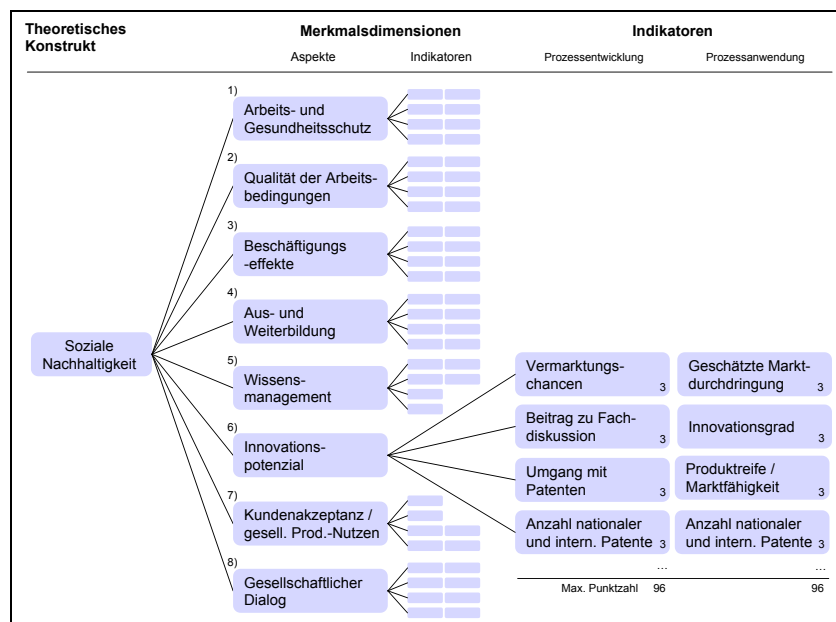 Theoretisches
Konstrukt
Merkmalsdimensionen
Indikatoren
Aspekte
Indikatoren
Prozessentwicklung
Prozessanwendung
1)
Arbeits- und
Gesundheitsschutz
2)
Qualität der Arbeits-
bedingungen
3)
Beschäftigungs
-effekte
4)
Aus- und
Weiterbildung
Soziale
Nachhaltigkeit
5)
Wissens-
management
6)
Innovations-
potenzial
7)
Kundenakzeptanz /
gesell. Prod.-Nutzen
8)
Gesellschaftlicher
Dialog
Vermarktungs-
chancen 3
Geschätzte Markt-
durchdringung 3
Beitrag zu Fach-
diskussion 3
Innovationsgrad
3
Umgang mit
Patenten 3
Produktreife /
Marktfähigkeit 3
Anzahl nationaler
und intern. Patente 3
Anzahl nationaler
und intern. Patente 3
... ...
Max. Punktzahl 96 96